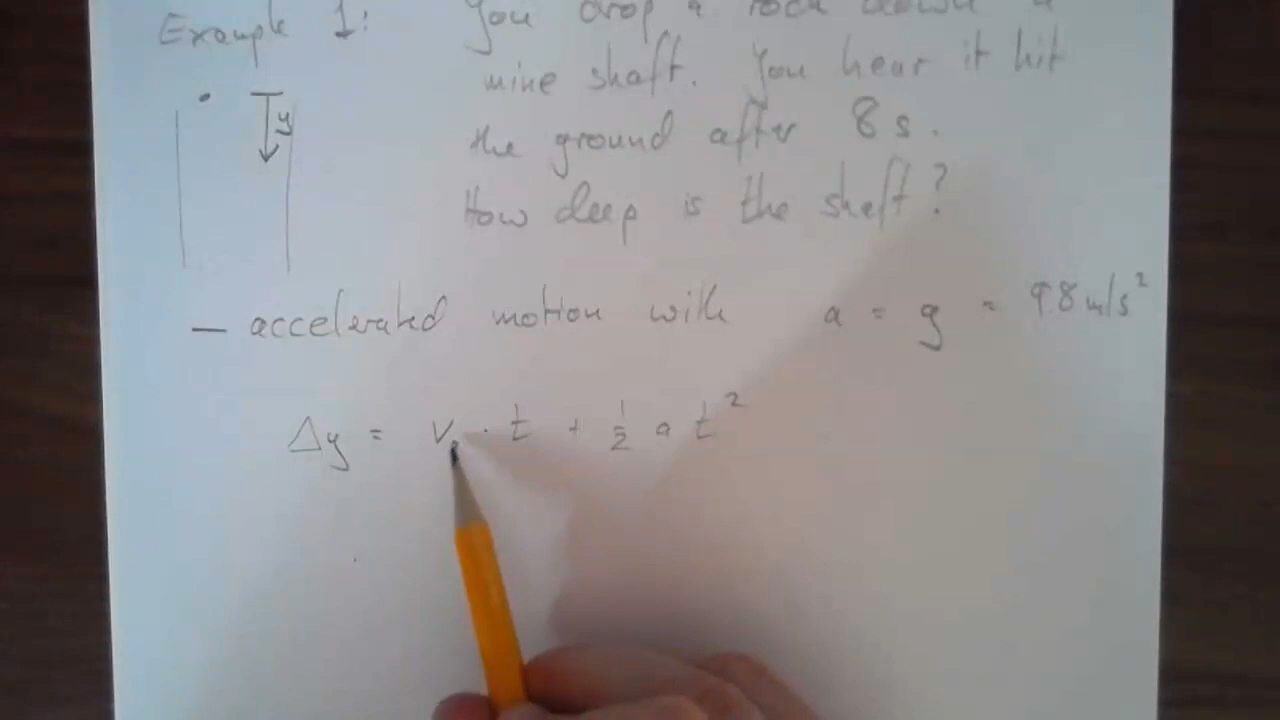 Example 1: You drop a rock down a
mine shaft. You hear it hit
the ground after 8 s.
How deep is the shaft?
y
– accelerated motion with a = g = 9.8 m/s²
Δy = v₀ · t + ½ a t²